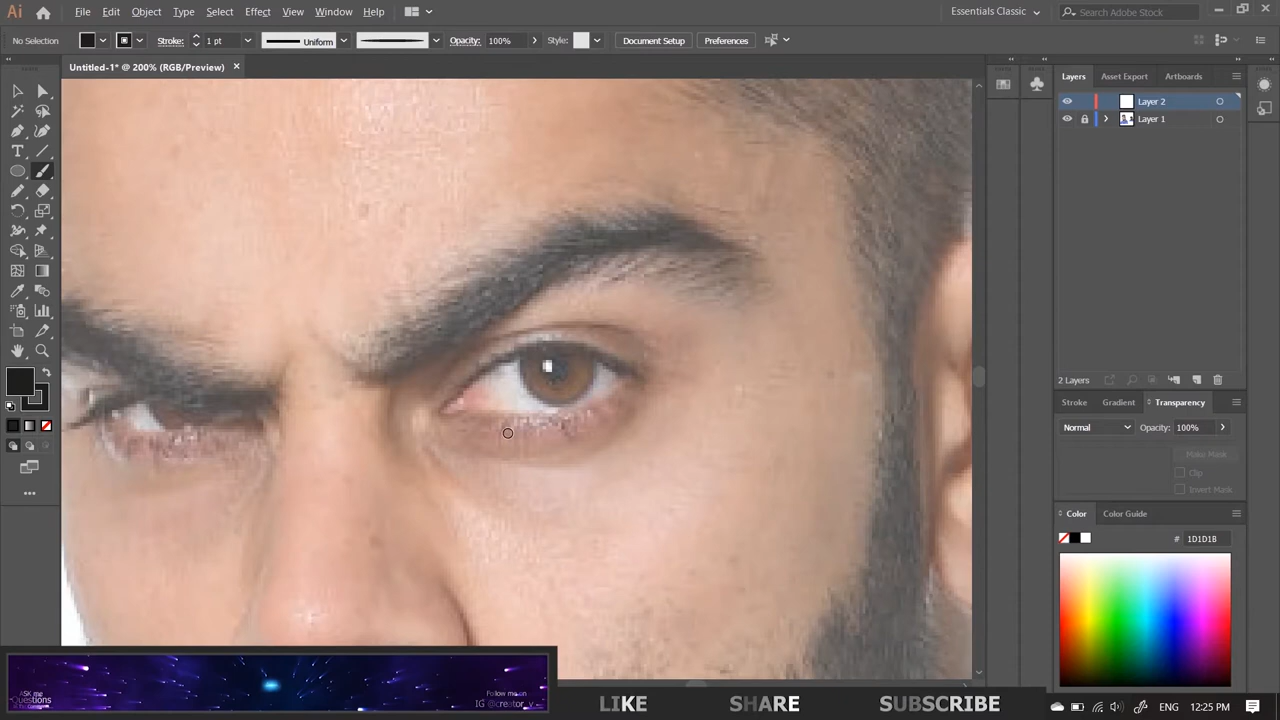 Ai File Edit Object Type Select Effect View Window Help Essentials Classic Search Adobe Stock
No Selection Stroke: 1 pt Uniform Opacity: 100% Style: Document Setup Preferences
Untitled-1* @ 200% (RGB/Preview) ×
Layers Asset Export Artboards
Layer 2
Layer 1
2 Layers
Stroke Gradient Transparency
Normal Opacity: 100%
Make Mask
Clip
Invert Mask
Color Color Guide
# 1D1D1B
ASK me
Questions
Follow me on
IG @creator_v
LIKE SHARE SUBSCRIBE
ENG 12:25 PM